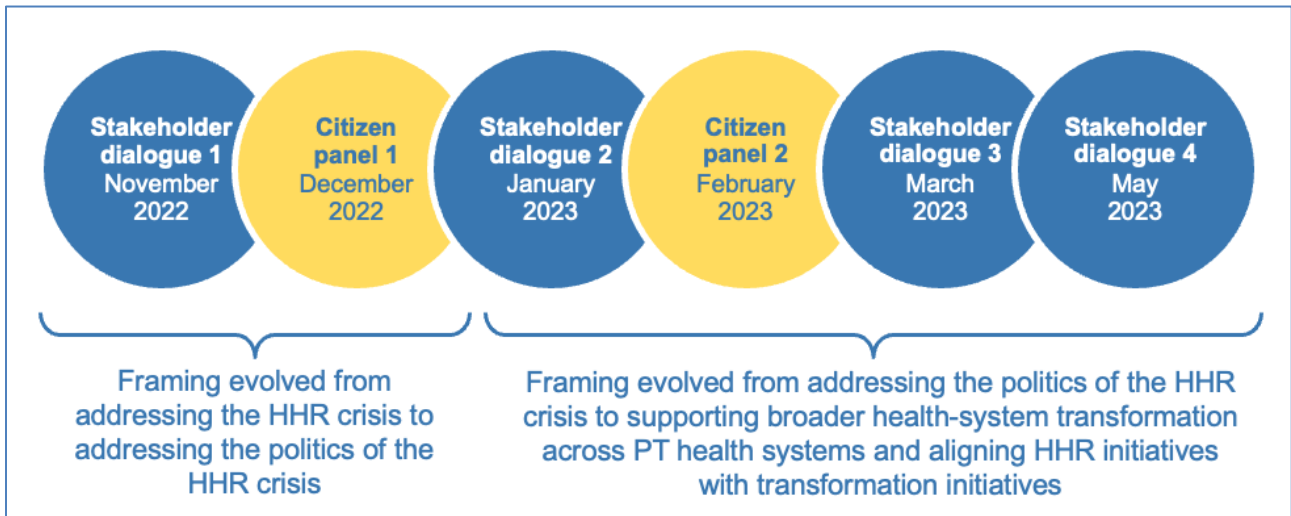 Stakeholder
dialogue 1
November
2022
Citizen
panel 1
December
2022
Stakeholder
dialogue 2
January
2023
Citizen
panel 2
February
2023
Stakeholder
dialogue 3
March
2023
Stakeholder
dialogue 4
May
2023
Framing evolved from
addressing the HHR crisis to
addressing the politics of the
HHR crisis
Framing evolved from addressing the politics of the HHR
crisis to supporting broader health-system transformation
across PT health systems and aligning HHR initiatives
with transformation initiatives